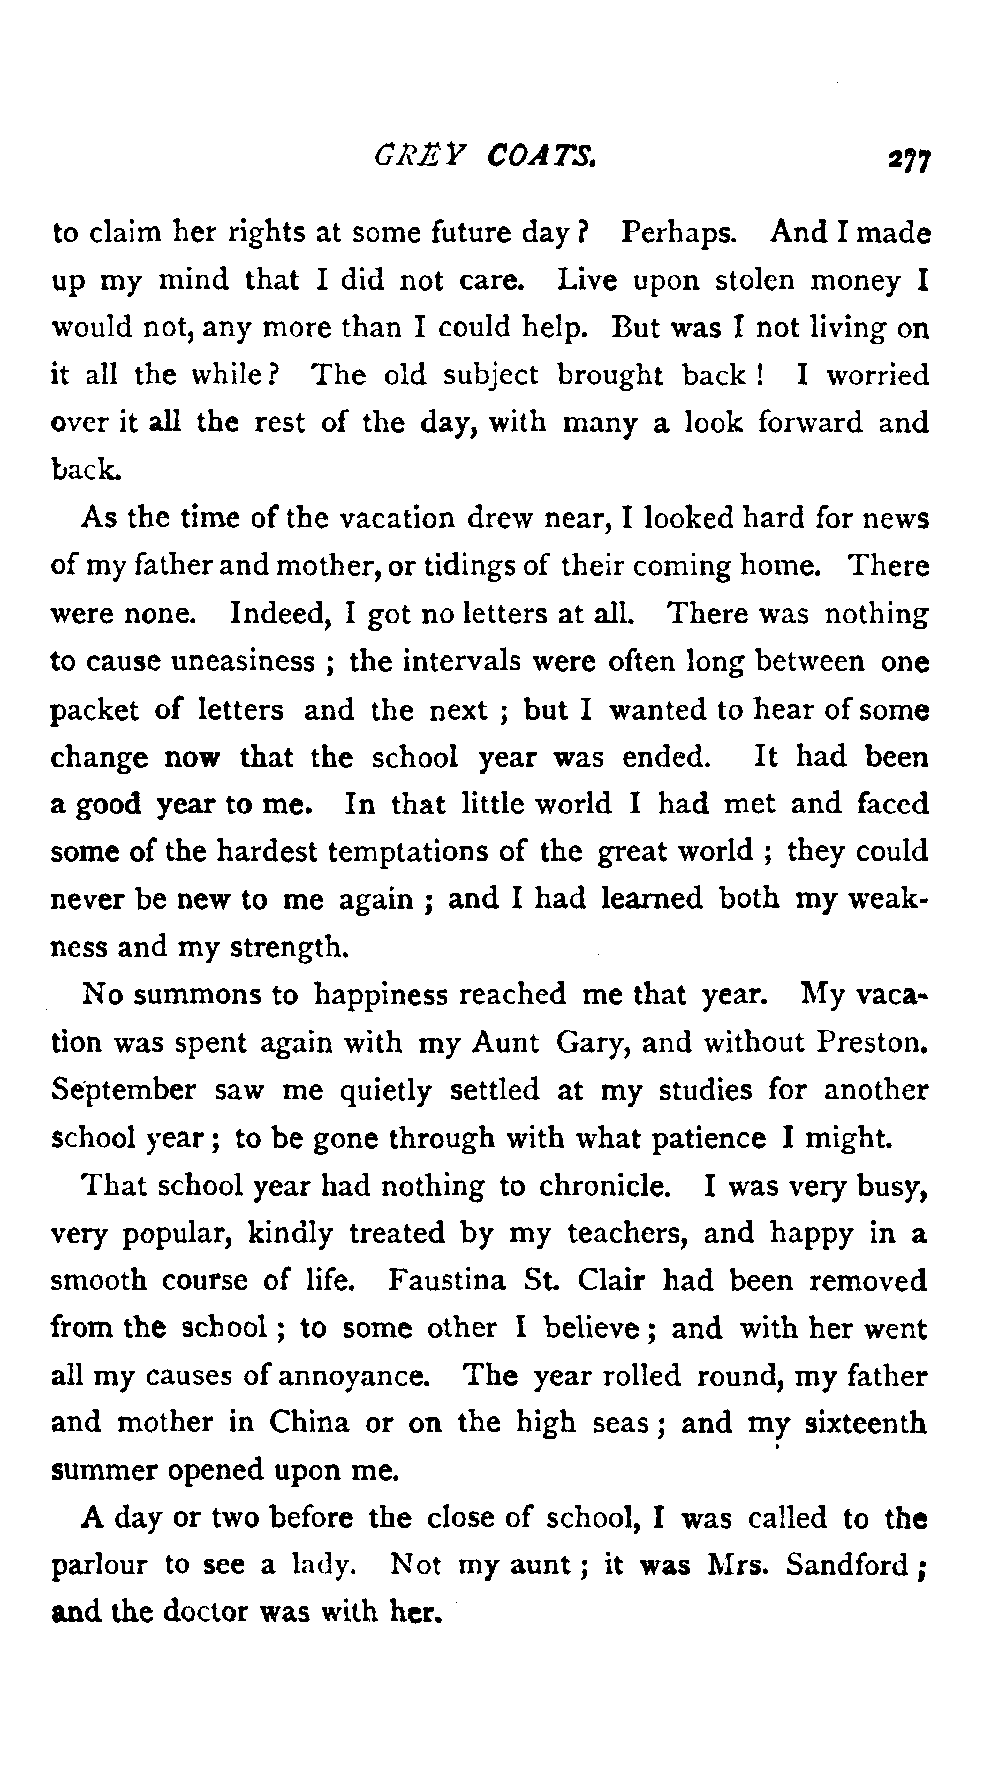 GREY COATS. 277
to claim her rights at some future day? Perhaps. And I made
up my mind that I did not care. Live upon stolen money I
would not, any more than I could help. But was I not living on
it all the while? The old subject brought back! I worried
over it all the rest of the day, with many a look forward and
back.
As the time of the vacation drew near, I looked hard for news
of my father and mother, or tidings of their coming home. There
were none. Indeed, I got no letters at all. There was nothing
to cause uneasiness; the intervals were often long between one
packet of letters and the next; but I wanted to hear of some
change now that the school year was ended. It had been
a good year to me. In that little world I had met and faced
some of the hardest temptations of the great world; they could
never be new to me again; and I had learned both my weak-
ness and my strength.
No summons to happiness reached me that year. My vaca-
tion was spent again with my Aunt Gary, and without Preston.
September saw me quietly settled at my studies for another
school year; to be gone through with what patience I might.
That school year had nothing to chronicle. I was very busy,
very popular, kindly treated by my teachers, and happy in a
smooth course of life. Faustina St. Clair had been removed
from the school; to some other I believe; and with her went
all my causes of annoyance. The year rolled round, my father
and mother in China or on the high seas; and my sixteenth
summer opened upon me.
A day or two before the close of school, I was called to the
parlour to see a lady. Not my aunt; it was Mrs. Sandford;
and the doctor was with her.